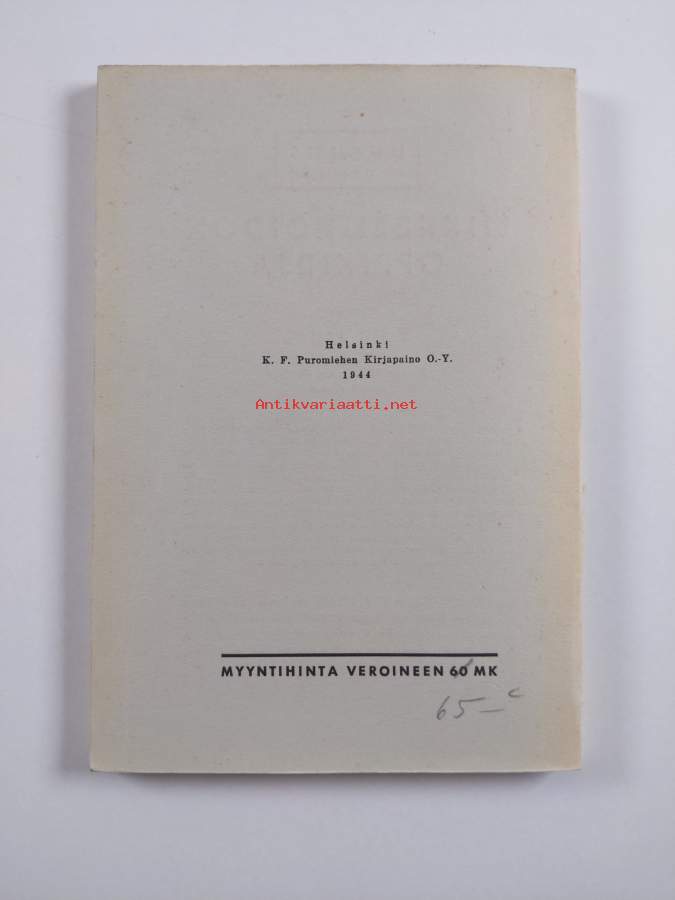 Helsinki
K. F. Puromiehen Kirjapaino O.-Y.
1944
Antikvariaatti.net
MYYNTIHINTA VEROINEEN 60 MK
65 —